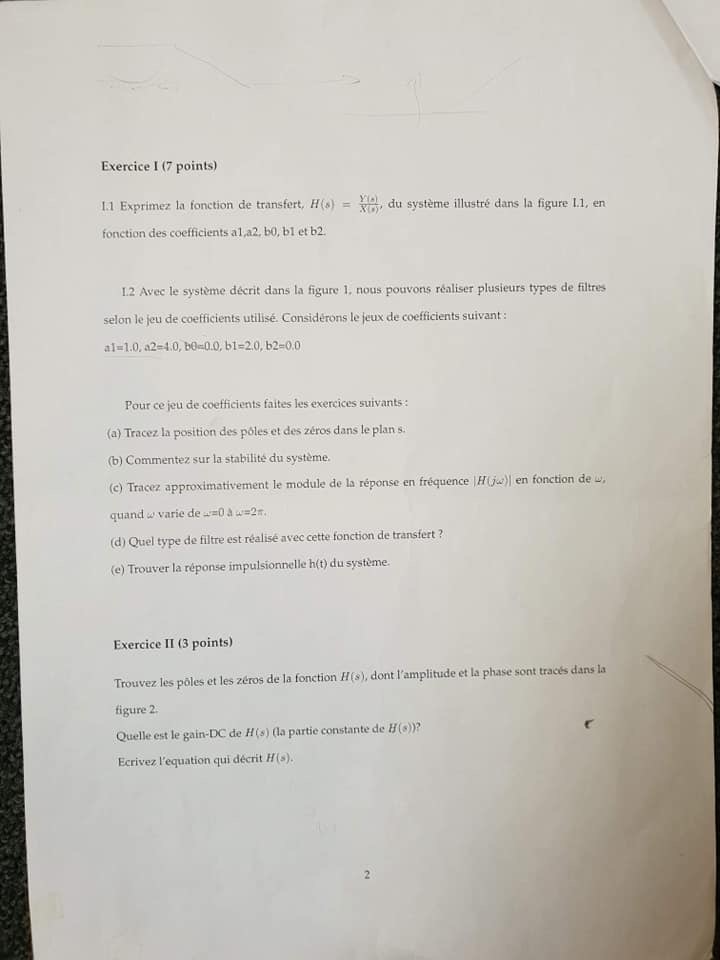 Exercice I (7 points)
I.1 Exprimez la fonction de transfert, H(s) = Y(s)/X(s), du système illustré dans la figure I.1, en
fonction des coefficients a1,a2, b0, b1 et b2.
I.2 Avec le système décrit dans la figure 1, nous pouvons réaliser plusieurs types de filtres
selon le jeu de coefficients utilisé. Considérons le jeux de coefficients suivant :
a1=1.0, a2=4.0, b0=0.0, b1=2.0, b2=0.0
Pour ce jeu de coefficients faites les exercices suivants :
(a) Tracez la position des pôles et des zéros dans le plan s.
(b) Commentez sur la stabilité du système.
(c) Tracez approximativement le module de la réponse en fréquence |H(jω)| en fonction de ω,
quand ω varie de ω=0 à ω=2π.
(d) Quel type de filtre est réalisé avec cette fonction de transfert ?
(e) Trouver la réponse impulsionnelle h(t) du système.
Exercice II (3 points)
Trouvez les pôles et les zéros de la fonction H(s), dont l'amplitude et la phase sont tracés dans la
figure 2.
Quelle est le gain-DC de H(s) (la partie constante de H(s))?
Ecrivez l'equation qui décrit H(s).
2